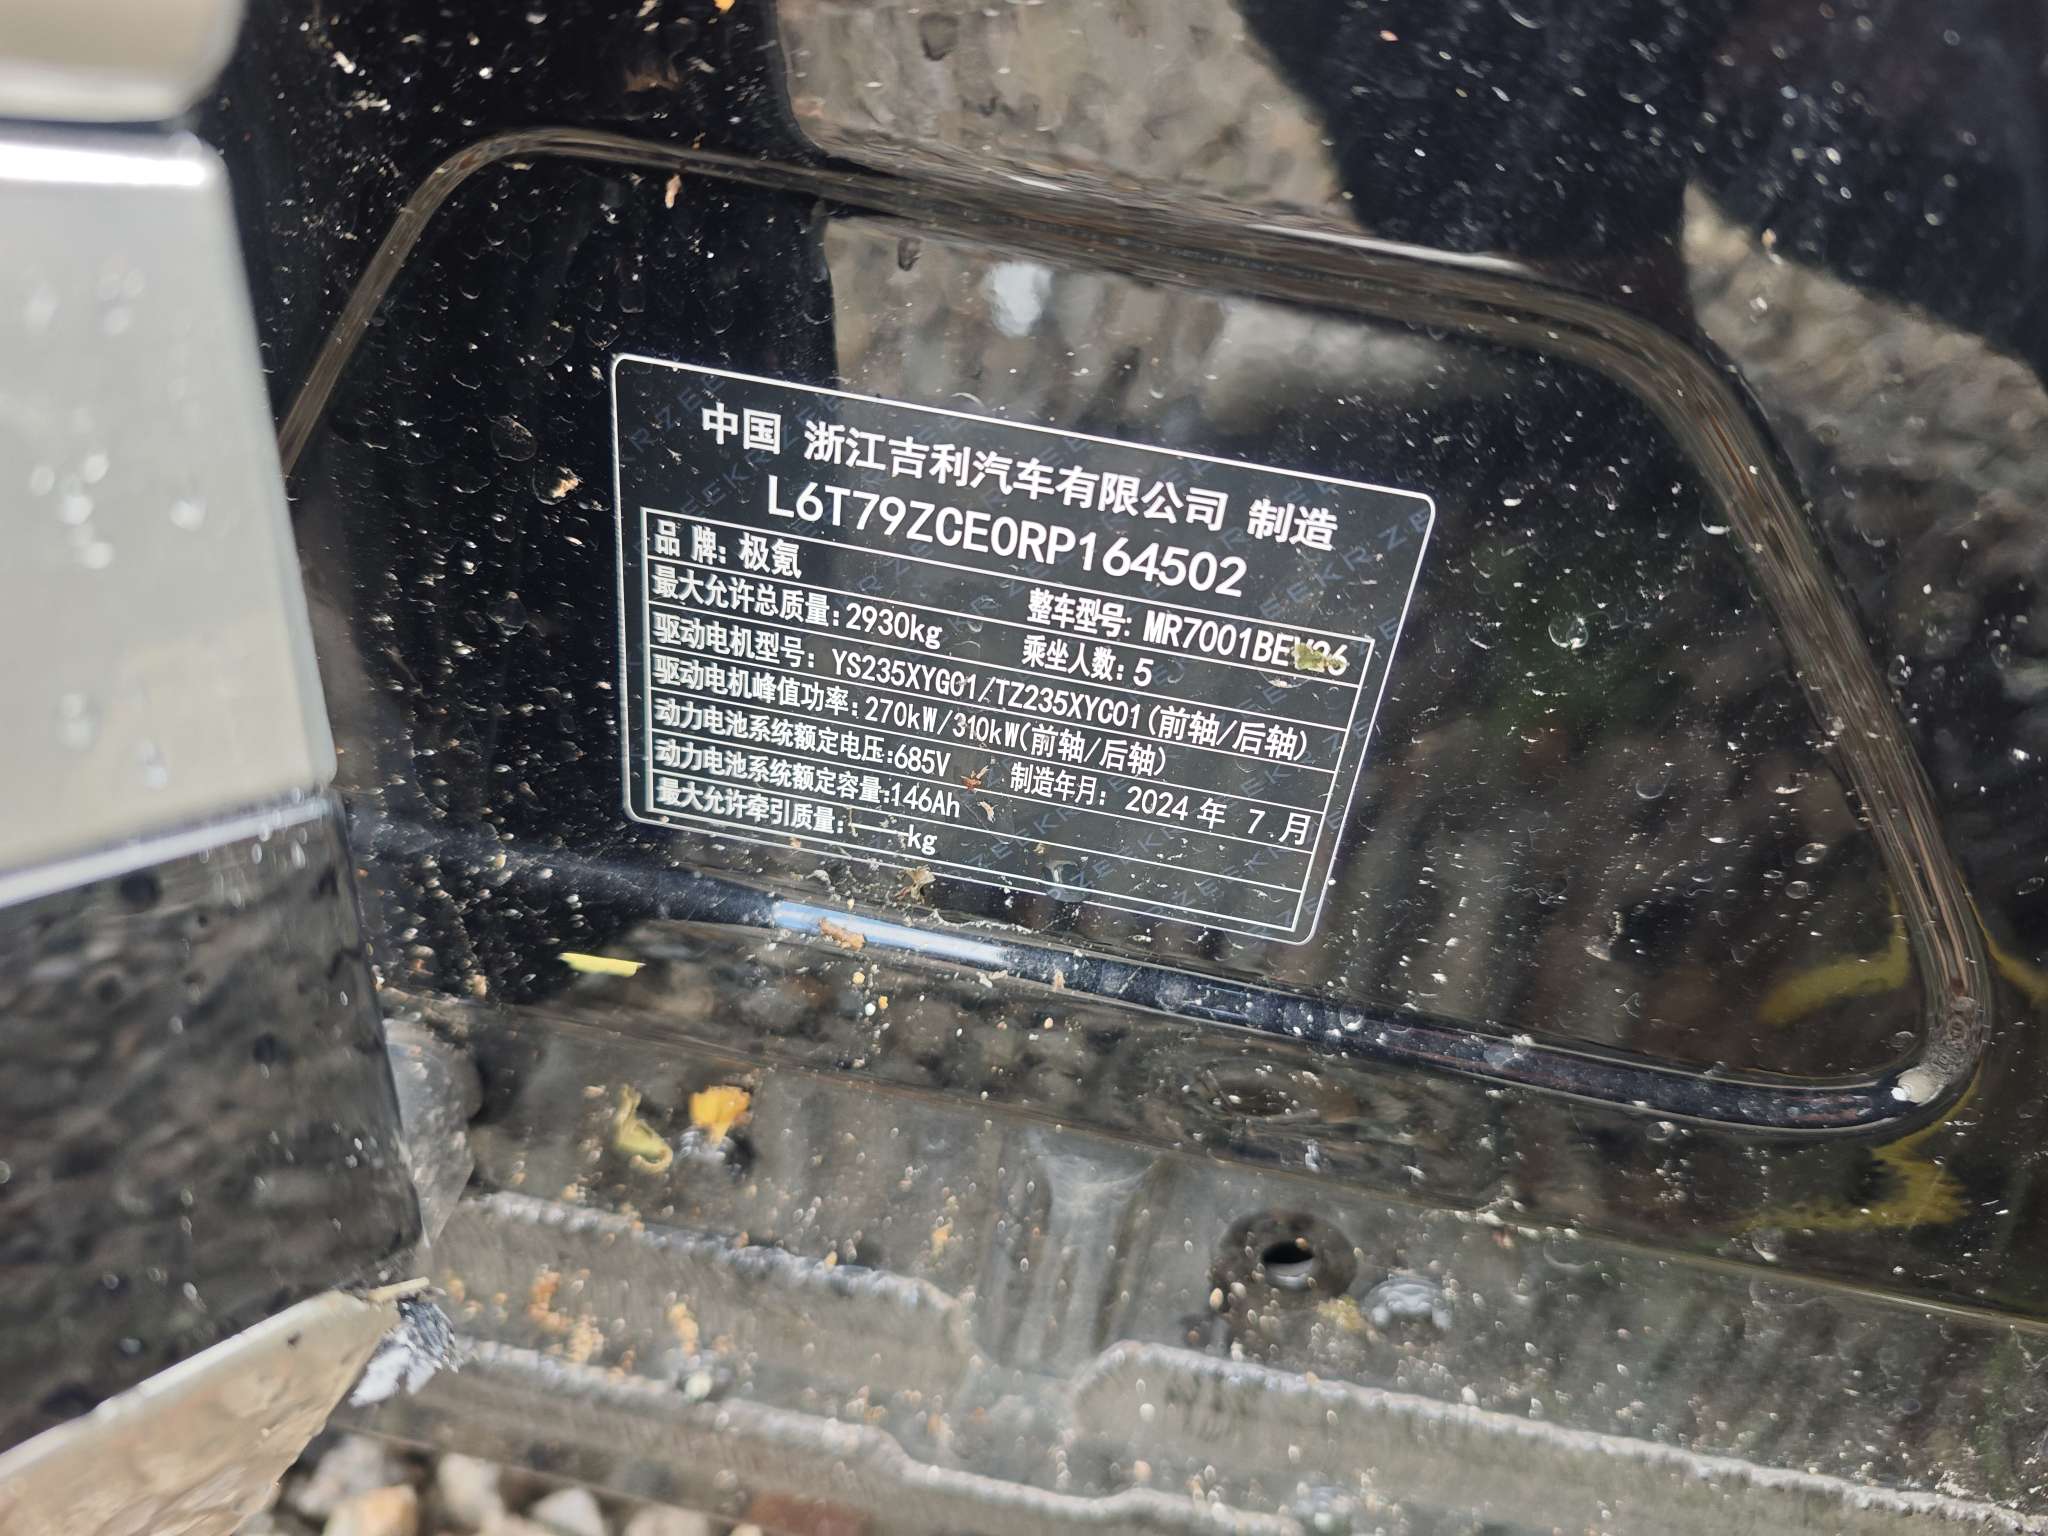 中国 浙江吉利汽车有限公司 制造
L6T79ZCE0RP164502
品 牌: 极氪 整车型号: MR7001BEV26
最大允许总质量: 2930kg 乘坐人数: 5
驱动电机型号: YS235XYG01/TZ235XYC01(前轴/后轴)
驱动电机峰值功率: 270kW/310kW(前轴/后轴)
动力电池系统额定电压:685V 制造年月: 2024 年 7 月
动力电池系统额定容量:146Ah
最大允许牵引质量: ——kg